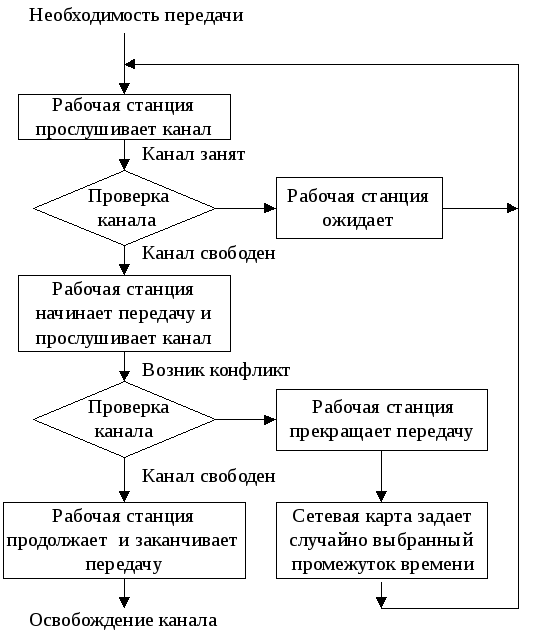 Необходимость передачи
Рабочая станция
прослушивает канал
Канал занят
Проверка
канала
Рабочая станция
ожидает
Канал свободен
Рабочая станция
начинает передачу и
прослушивает канал
Возник конфликт
Проверка
канала
Рабочая станция
прекращает передачу
Канал свободен
Рабочая станция
продолжает и заканчивает
передачу
Сетевая карта задает
случайно выбранный
промежуток времени
Освобождение канала